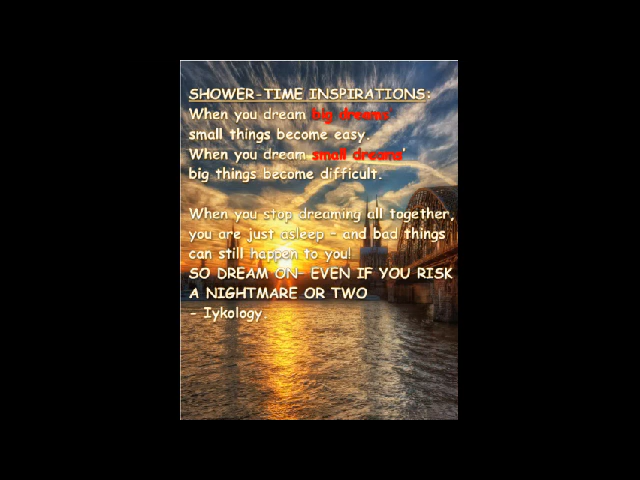 SHOWER-TIME INSPIRATIONS:
When you dream big dreams'
small things become easy.
When you dream small dreams'
big things become difficult.
When you stop dreaming all together,
you are just asleep - and bad things
can still happen to you!
SO DREAM ON- EVEN IF YOU RISK
A NIGHTMARE OR TWO
- Iykology.